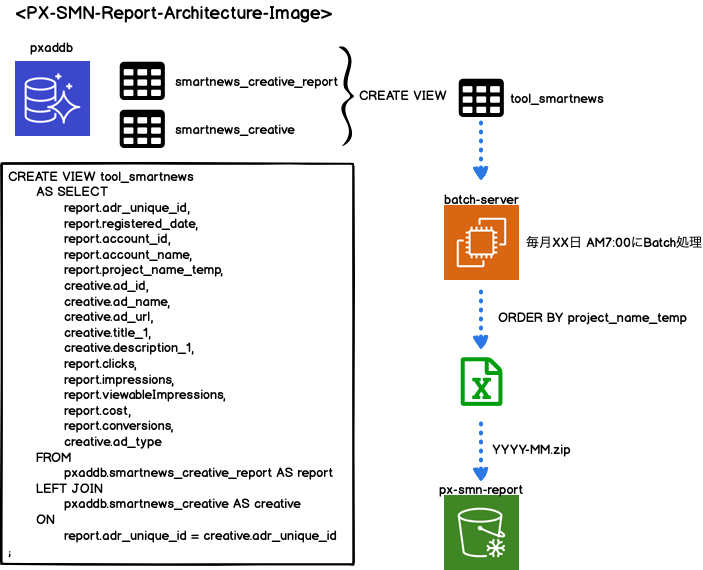 <PX-SMN-Report-Architecture-Image>
pxaddb
smartnews_creative_report
smartnews_creative
CREATE VIEW
tool_smartnews
CREATE VIEW tool_smartnews
AS SELECT
report.adr_unique_id,
report.registered_date,
report.account_id,
report.account_name,
report.project_name_temp,
creative.ad_id,
creative.ad_name,
creative.ad_url,
creative.title_1,
creative.description_1,
report.clicks,
report.impressions,
report.viewableImpressions,
report.cost,
report.conversions,
creative.ad_type
FROM
pxaddb.smartnews_creative_report AS report
LEFT JOIN
pxaddb.smartnews_creative AS creative
ON
report.adr_unique_id = creative.adr_unique_id
;
batch-server
毎月XX日 AM7:00にBatch処理
ORDER BY project_name_temp
X
YYYY-MM.zip
px-smn-report